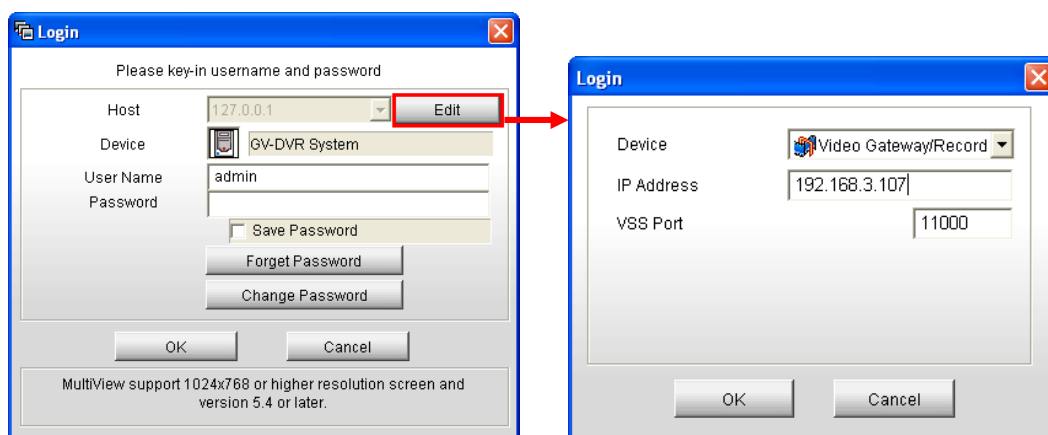 Login
Please key-in username and password
Host 127.0.0.1 Edit
Device GV-DVR System
User Name admin
Password
Save Password
Forget Password
Change Password
OK Cancel
MultiView support 1024x768 or higher resolution screen and
version 5.4 or later.
Login
Device Video Gateway/Record
IP Address 192.168.3.107
VSS Port 11000
OK Cancel